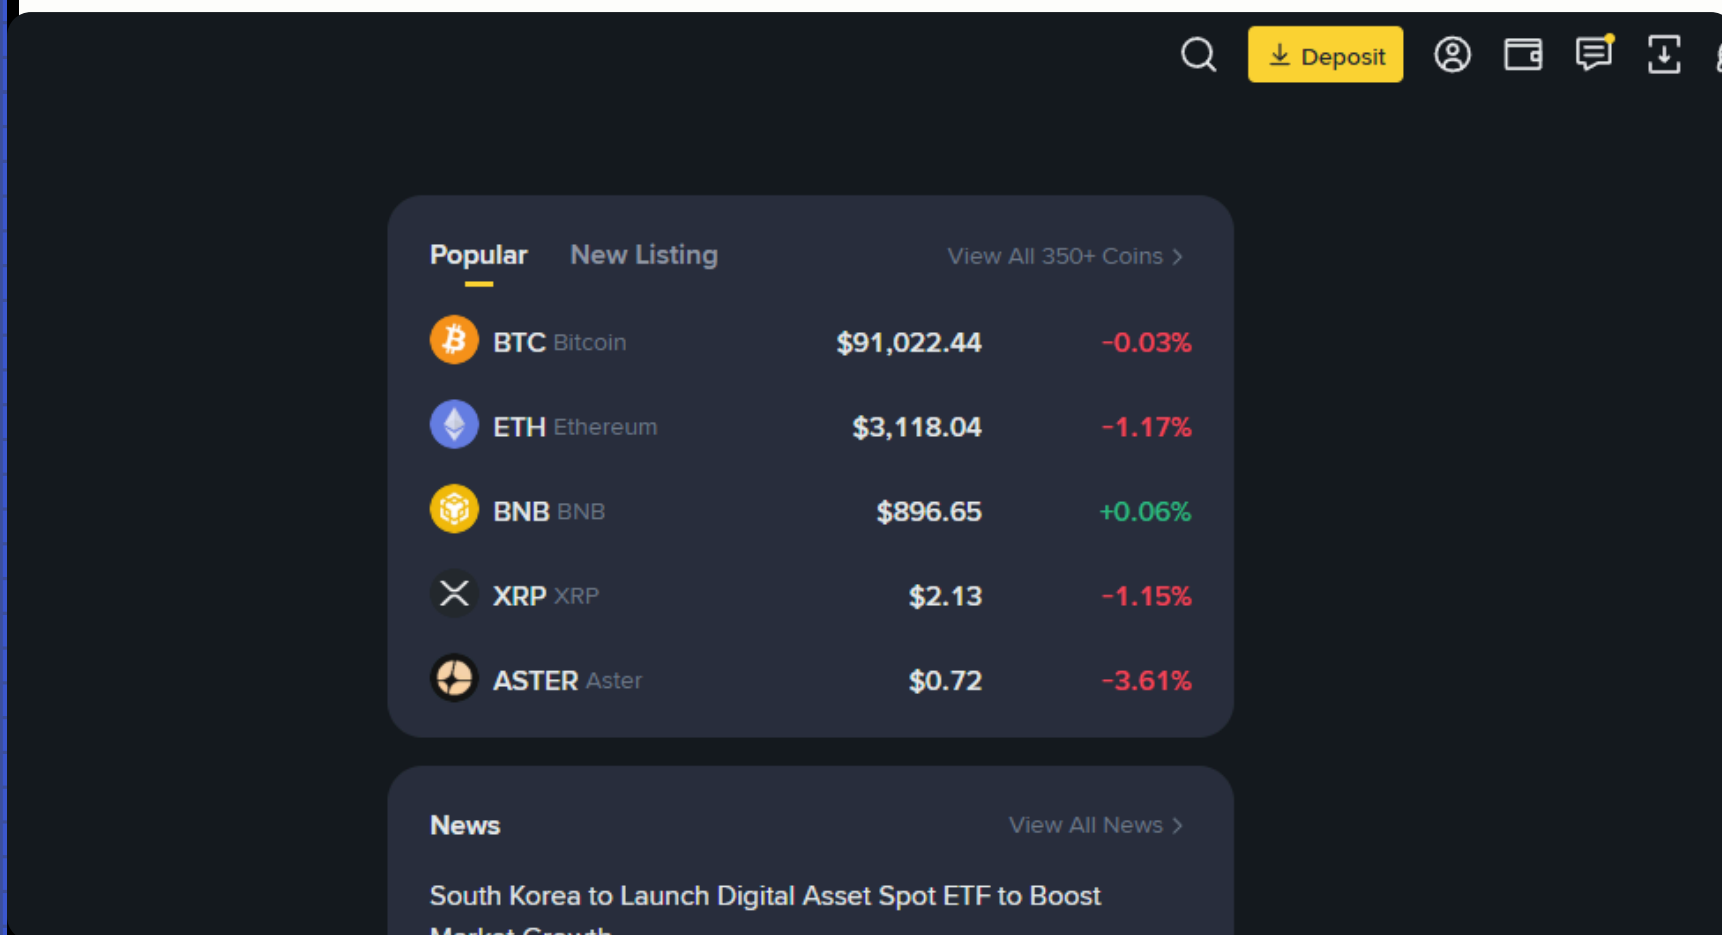 Deposit
Popular New Listing View All 350+ Coins >
BTC Bitcoin $91,022.44 -0.03%
ETH Ethereum $3,118.04 -1.17%
BNB BNB $896.65 +0.06%
XRP XRP $2.13 -1.15%
ASTER Aster $0.72 -3.61%
News View All News >
South Korea to Launch Digital Asset Spot ETF to Boost
Market Growth